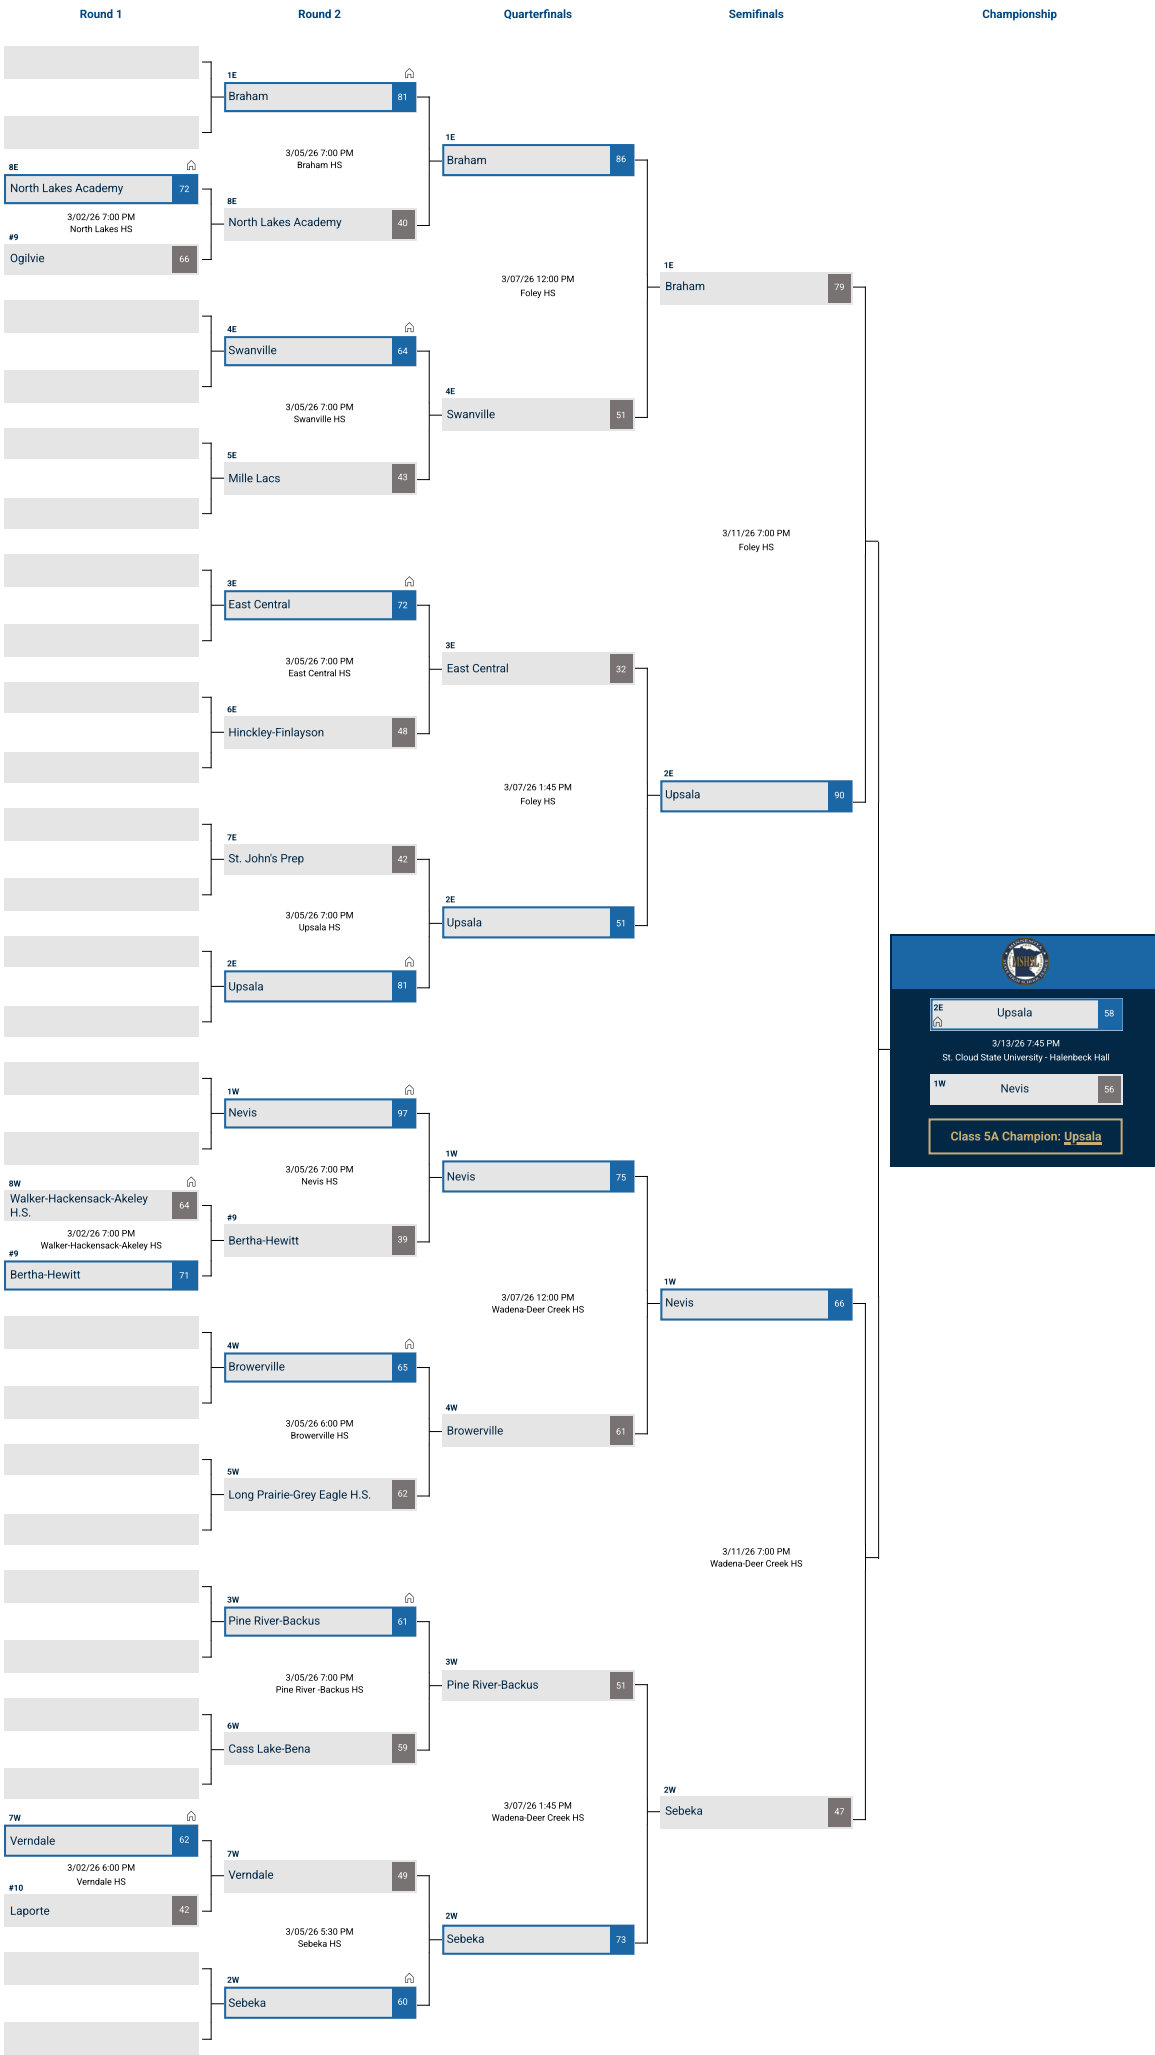 Round 1
Round 2
Quarterfinals
Semifinals
Championship
1E
Braham 81
3/05/26 7:00 PM
Braham HS
8E
North Lakes Academy 72
3/02/26 7:00 PM
North Lakes HS
#9
Ogilvie 66
8E
North Lakes Academy 40
1E
Braham 86
3/07/26 12:00 PM
Foley HS
4E
Swanville 64
3/05/26 7:00 PM
Swanville HS
5E
Mille Lacs 43
4E
Swanville 51
1E
Braham 79
3/11/26 7:00 PM
Foley HS
3E
East Central 72
3/05/26 7:00 PM
East Central HS
6E
Hinckley-Finlayson 48
3E
East Central 32
3/07/26 1:45 PM
Foley HS
7E
St. John's Prep 42
3/05/26 7:00 PM
Upsala HS
2E
Upsala 81
2E
Upsala 51
2E
Upsala 90
2E
Upsala 58
3/13/26 7:45 PM
St. Cloud State University - Halenbeck Hall
1W
Nevis 56
Class 5A Champion: Upsala
1W
Nevis 97
3/05/26 7:00 PM
Nevis HS
8W
Walker-Hackensack-Akeley
H.S. 64
3/02/26 7:00 PM
Walker-Hackensack-Akeley HS
#9
Bertha-Hewitt 71
#9
Bertha-Hewitt 39
1W
Nevis 75
3/07/26 12:00 PM
Wadena-Deer Creek HS
4W
Browerville 65
3/05/26 6:00 PM
Browerville HS
5W
Long Prairie-Grey Eagle H.S. 62
4W
Browerville 61
1W
Nevis 66
3/11/26 7:00 PM
Wadena-Deer Creek HS
3W
Pine River-Backus 61
3/05/26 7:00 PM
Pine River -Backus HS
6W
Cass Lake-Bena 59
3W
Pine River-Backus 51
3/07/26 1:45 PM
Wadena-Deer Creek HS
7W
Verndale 62
3/02/26 6:00 PM
Verndale HS
#10
Laporte 42
7W
Verndale 49
3/05/26 5:30 PM
Sebeka HS
2W
Sebeka 60
2W
Sebeka 73
2W
Sebeka 47